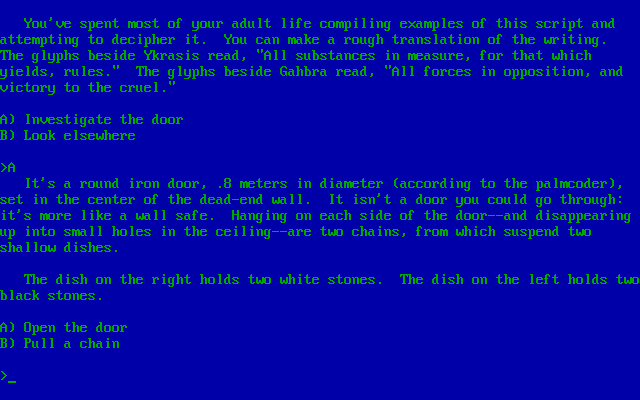 You've spent most of your adult life compiling examples of this script and
attempting to decipher it.  You can make a rough translation of the writing.
The glyphs beside Ykrasis read, "All substances in measure, for that which
yields, rules."  The glyphs beside Gahbra read, "All forces in opposition, and
victory to the cruel."
A) Investigate the door
B) Look elsewhere
>A
It's a round iron door, .8 meters in diameter (according to the palmcoder),
set in the center of the dead-end wall.  It isn't a door you could go through:
it's more like a wall safe.  Hanging on each side of the door--and disappearing
up into small holes in the ceiling--are two chains, from which suspend two
shallow dishes.
The dish on the right holds two white stones.  The dish on the left holds two
black stones.
A) Open the door
B) Pull a chain
>_